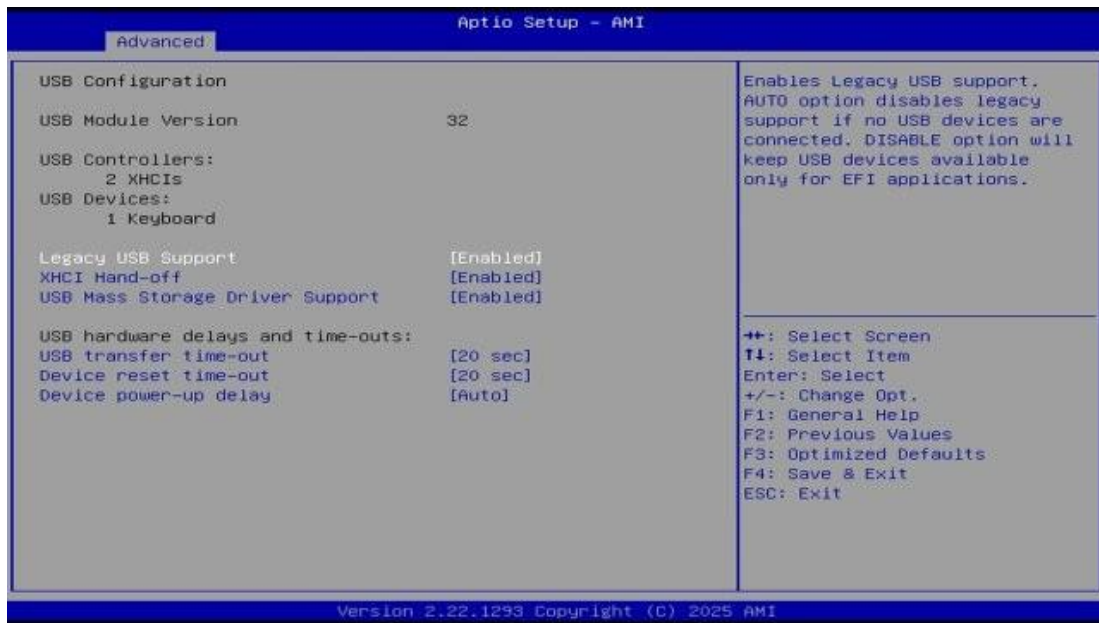 Aptio Setup – AMI
Advanced
USB Configuration
USB Module Version 32
USB Controllers:
2 XHCIs
USB Devices:
1 Keyboard
Legacy USB Support [Enabled]
XHCI Hand-off [Enabled]
USB Mass Storage Driver Support [Enabled]
USB hardware delays and time-outs:
USB transfer time-out [20 sec]
Device reset time-out [20 sec]
Device power-up delay [Auto]
Enables Legacy USB support.
AUTO option disables legacy
support if no USB devices are
connected. DISABLE option will
keep USB devices available
only for EFI applications.
→←: Select Screen
↑↓: Select Item
Enter: Select
+/-: Change Opt.
F1: General Help
F2: Previous Values
F3: Optimized Defaults
F4: Save & Exit
ESC: Exit
Version 2.22.1293 Copyright (C) 2025 AMI